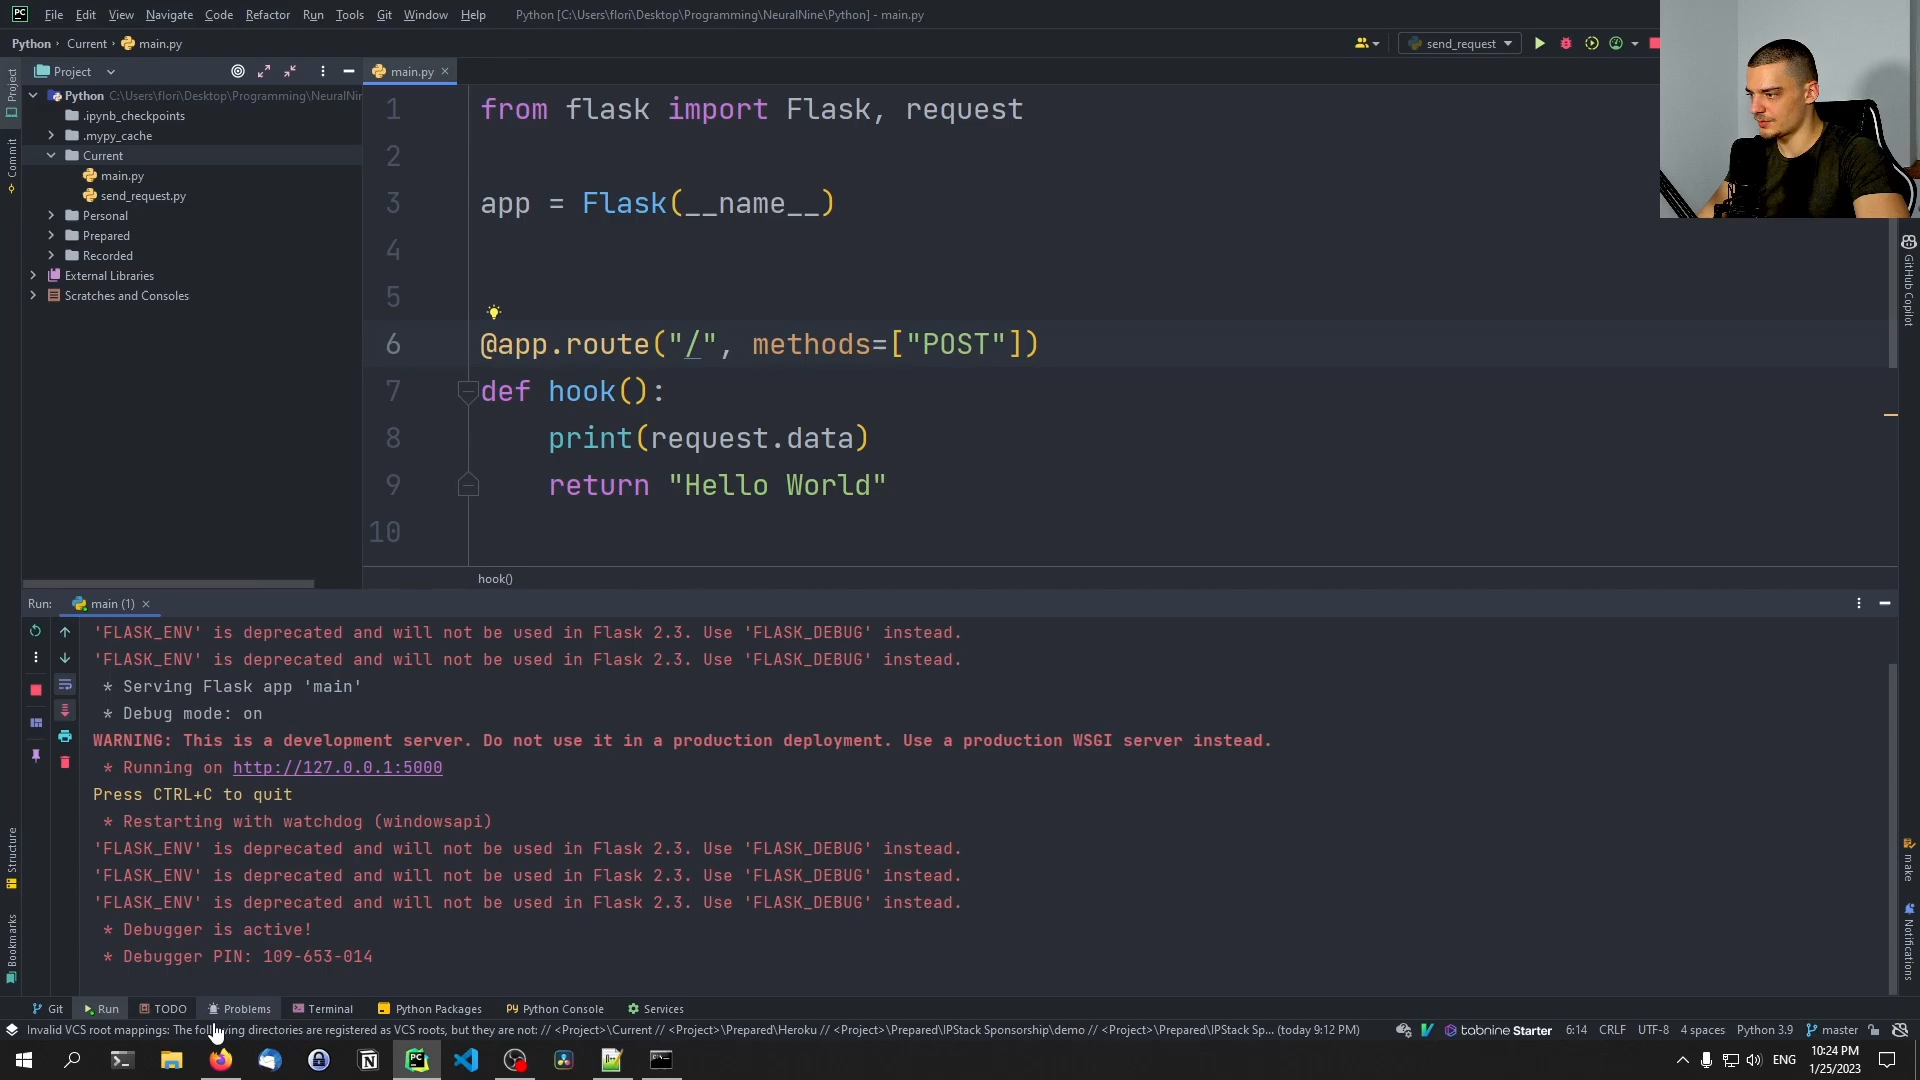 PC File Edit View Navigate Code Refactor Run Tools Git Window Help Python [C:\Users\flori\Desktop\Programming\NeuralNine\Python] - main.py
Python Current main.py
send_request
Project
main.py
Python C:\Users\flori\Desktop\Programming\NeuralNin
.ipynb_checkpoints
.mypy_cache
Current
main.py
send_request.py
Personal
Prepared
Recorded
External Libraries
Scratches and Consoles
Project
Commit
Structure
Bookmarks
1 from flask import Flask, request
2
3 app = Flask(__name__)
4
5
6 @app.route("/", methods=["POST"])
7 def hook():
8 print(request.data)
9 return "Hello World"
10
hook()
GitHub Copilot
make
Notifications
Run: main (1)
'FLASK_ENV' is deprecated and will not be used in Flask 2.3. Use 'FLASK_DEBUG' instead.
'FLASK_ENV' is deprecated and will not be used in Flask 2.3. Use 'FLASK_DEBUG' instead.
* Serving Flask app 'main'
* Debug mode: on
WARNING: This is a development server. Do not use it in a production deployment. Use a production WSGI server instead.
* Running on http://127.0.0.1:5000
Press CTRL+C to quit
* Restarting with watchdog (windowsapi)
'FLASK_ENV' is deprecated and will not be used in Flask 2.3. Use 'FLASK_DEBUG' instead.
'FLASK_ENV' is deprecated and will not be used in Flask 2.3. Use 'FLASK_DEBUG' instead.
'FLASK_ENV' is deprecated and will not be used in Flask 2.3. Use 'FLASK_DEBUG' instead.
* Debugger is active!
* Debugger PIN: 109-653-014
Git Run TODO Problems Terminal Python Packages Python Console Services
Invalid VCS root mappings: The following directories are registered as VCS roots, but they are not: // <Project>\Current // <Project>\Prepared\Heroku // <Project>\Prepared\IPStack Sponsorship\demo // <Project>\Prepared\IPStack Sp... (today 9:12 PM) tabnine Starter 6:14 CRLF UTF-8 4 spaces Python 3.9 master
ENG
10:24 PM
1/25/2023